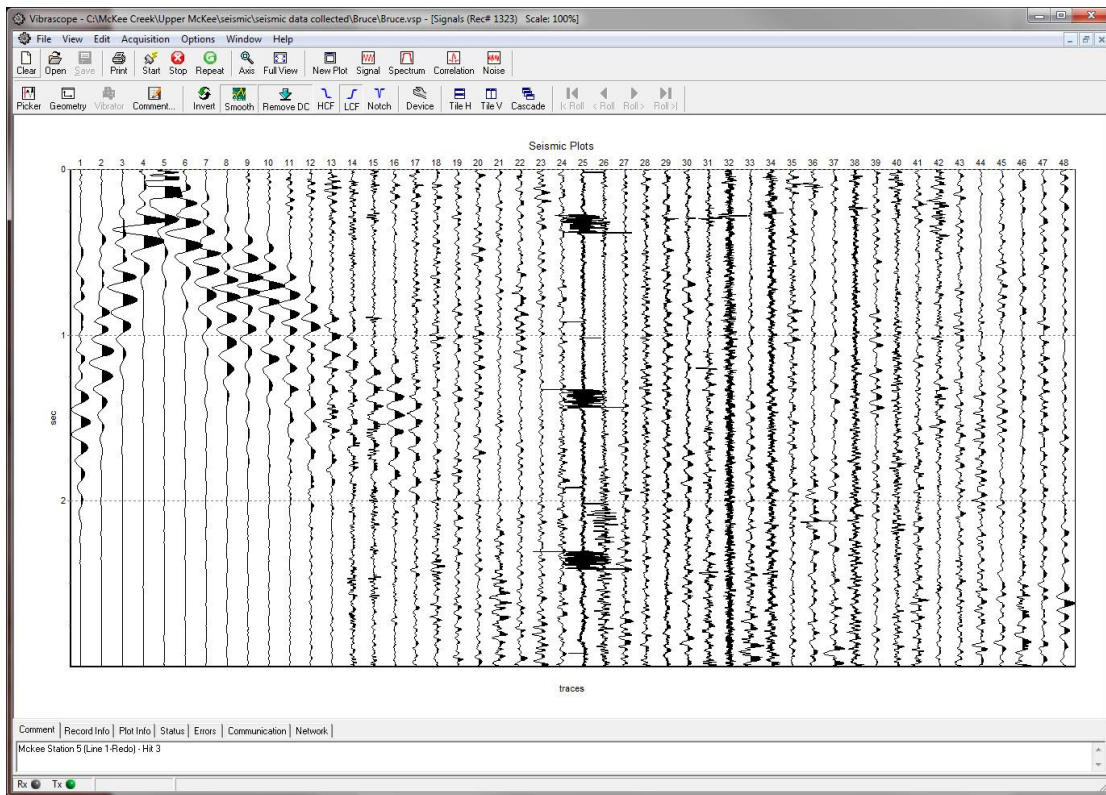 Vibrascope - C:\McKee Creek\Upper McKee\seismic\seismic data collected\Bruce\Bruce.vsp - [Signals (Rec# 1323) Scale: 100%]
File View Edit Acquisition Options Window Help
Clear Open Save Print Start Stop Repeat Axis Full View New Plot Signal Spectrum Correlation Noise
Picker Geometry Vibrator Comment... Invert Smooth Remove DC HCF LCF Notch Device Tile H Tile V Cascade |< Roll < Roll Roll > Roll >|
Seismic Plots
1 2 3 4 5 6 7 8 9 10 11 12 13 14 15 16 17 18 19 20 21 22 23 24 25 26 27 28 29 30 31 32 33 34 35 36 37 38 39 40 41 42 43 44 45 46 47 48
0
1
sec
2
traces
Comment Record Info Plot Info Status Errors Communication Network
Mckee Station 5 (Line 1-Redo) - Hit 3
Rx Tx